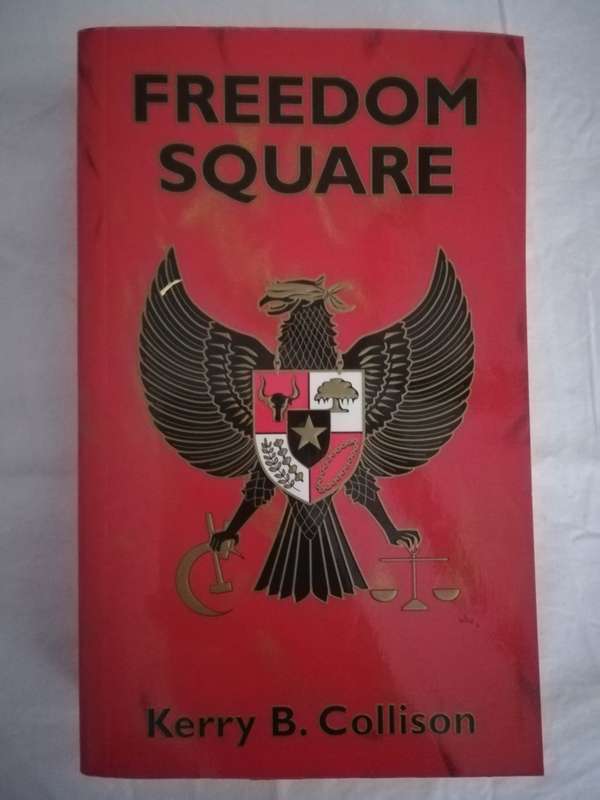 FREEDOM
SQUARE
Kerry B. Collison